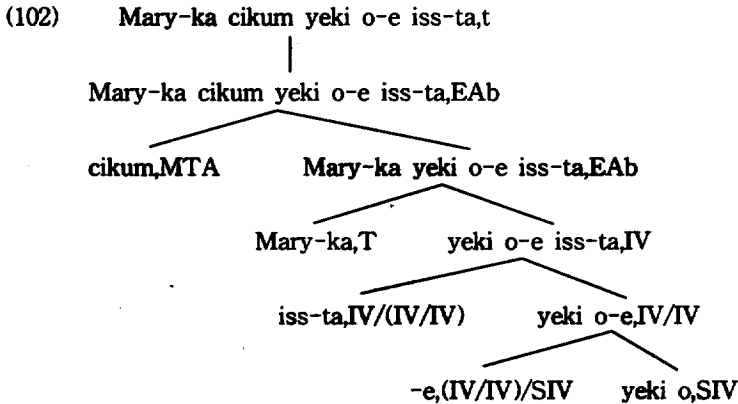 (102) Mary-ka cikum yeki o-e iss-ta,t
Mary-ka cikum yeki o-e iss-ta,EAb
cikum,MTA Mary-ka yeki o-e iss-ta,EAb
Mary-ka,T yeki o-e iss-ta,IV
iss-ta,IV/(IV/IV) yeki o-e,IV/IV
-e,(IV/IV)/SIV yeki o,SIV